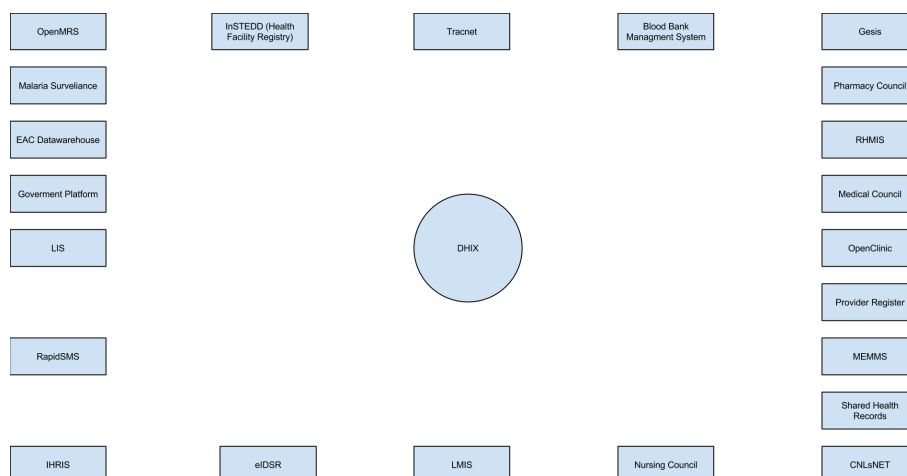 OpenMRS
InSTEDD (Health
Facility Registry)
Tracnet
Blood Bank
Managment System
Gesis
Malaria Surveliance
Pharmacy Council
EAC Datawarehouse
RHMIS
Goverment Platform
Medical Council
LIS
DHIX
OpenClinic
Provider Register
RapidSMS
MEMMS
Shared Health
Records
IHRIS
eIDSR
LMIS
Nursing Council
CNLsNET